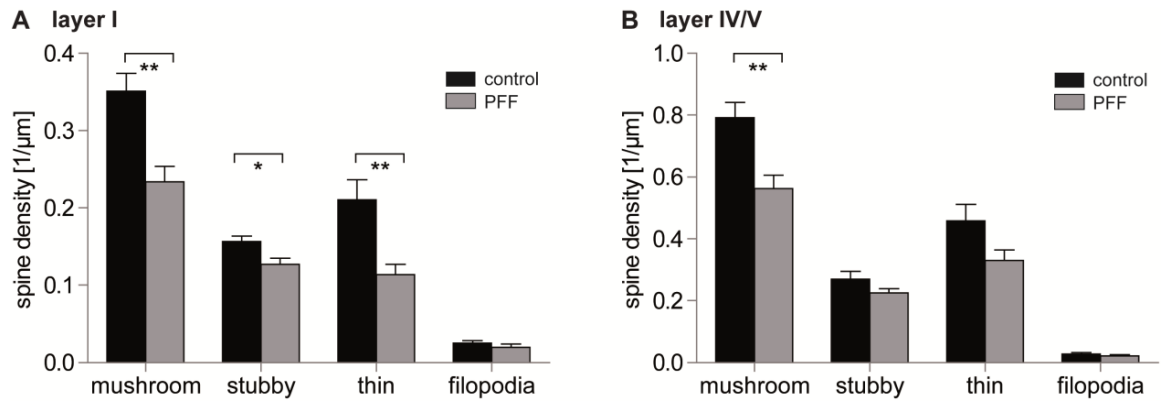 A layer I
spine density [1/μm]
0.4
0.3
0.2
0.1
0.0
**
*
**
control
PFF
mushroom stubby thin filopodia
B layer IV/V
spine density [1/μm]
1.0
0.8
0.6
0.4
0.2
0.0
**
control
PFF
mushroom stubby thin filopodia